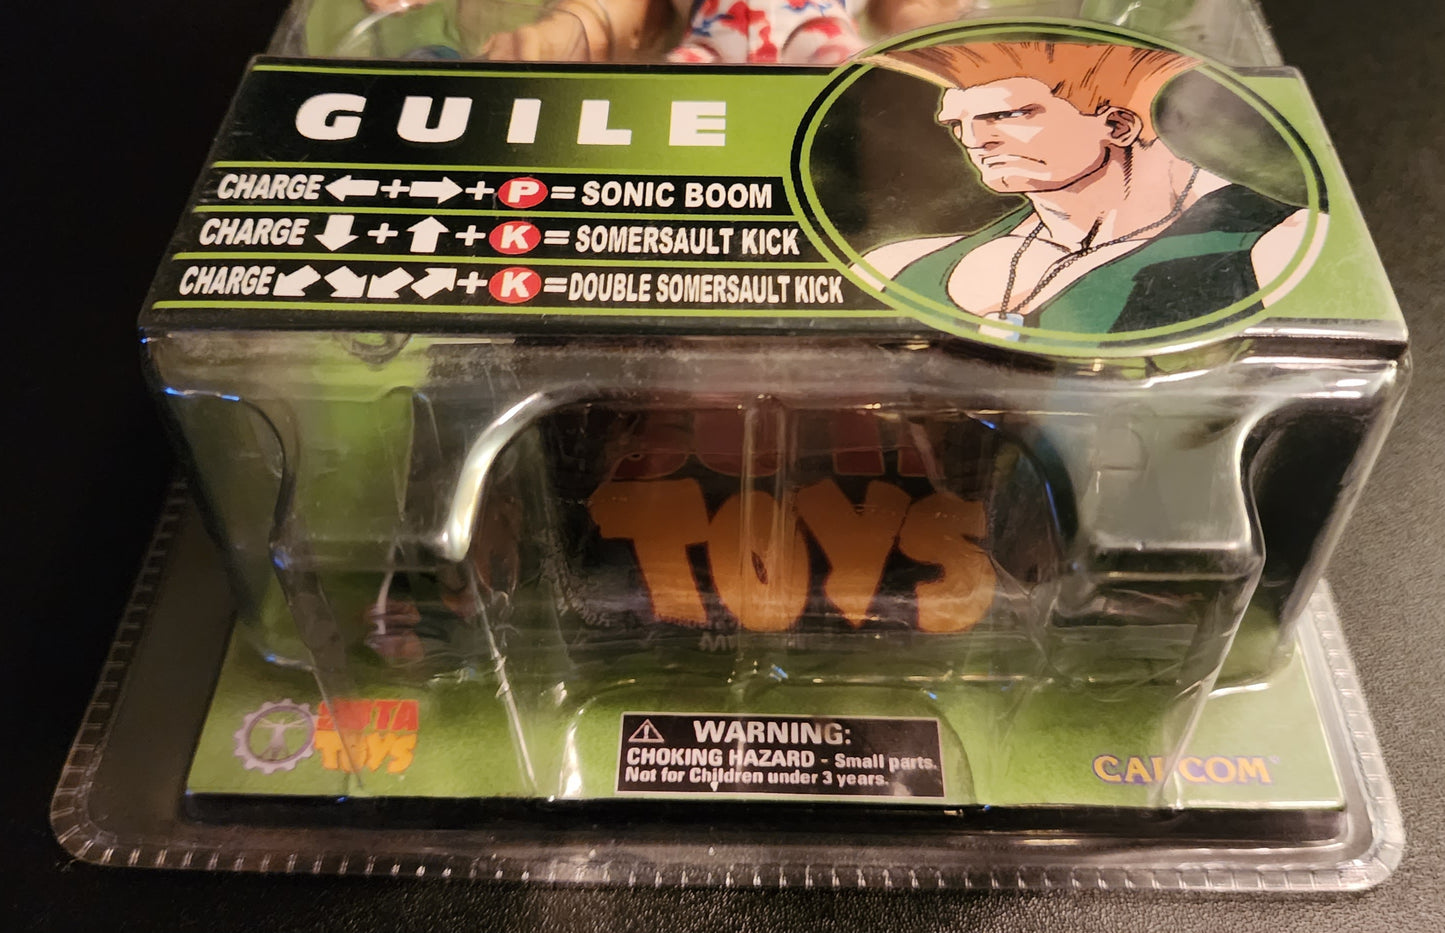 GUILE
CHARGE ← + → + P = SONIC BOOM
CHARGE ↓ + ↑ + K = SOMERSAULT KICK
CHARGE ↙ ↘ ↙ ↗ + K = DOUBLE SOMERSAULT KICK
TOYS
TOYS
WARNING:
CHOKING HAZARD - Small parts.
Not for Children under 3 years.
CAPCOM